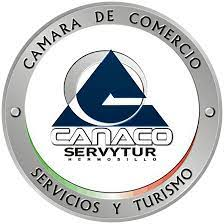 CAMARA DE COMERCIO
CANACO
SERVYTUR
HERMOSILLO
SERVICIOS Y TURISMO